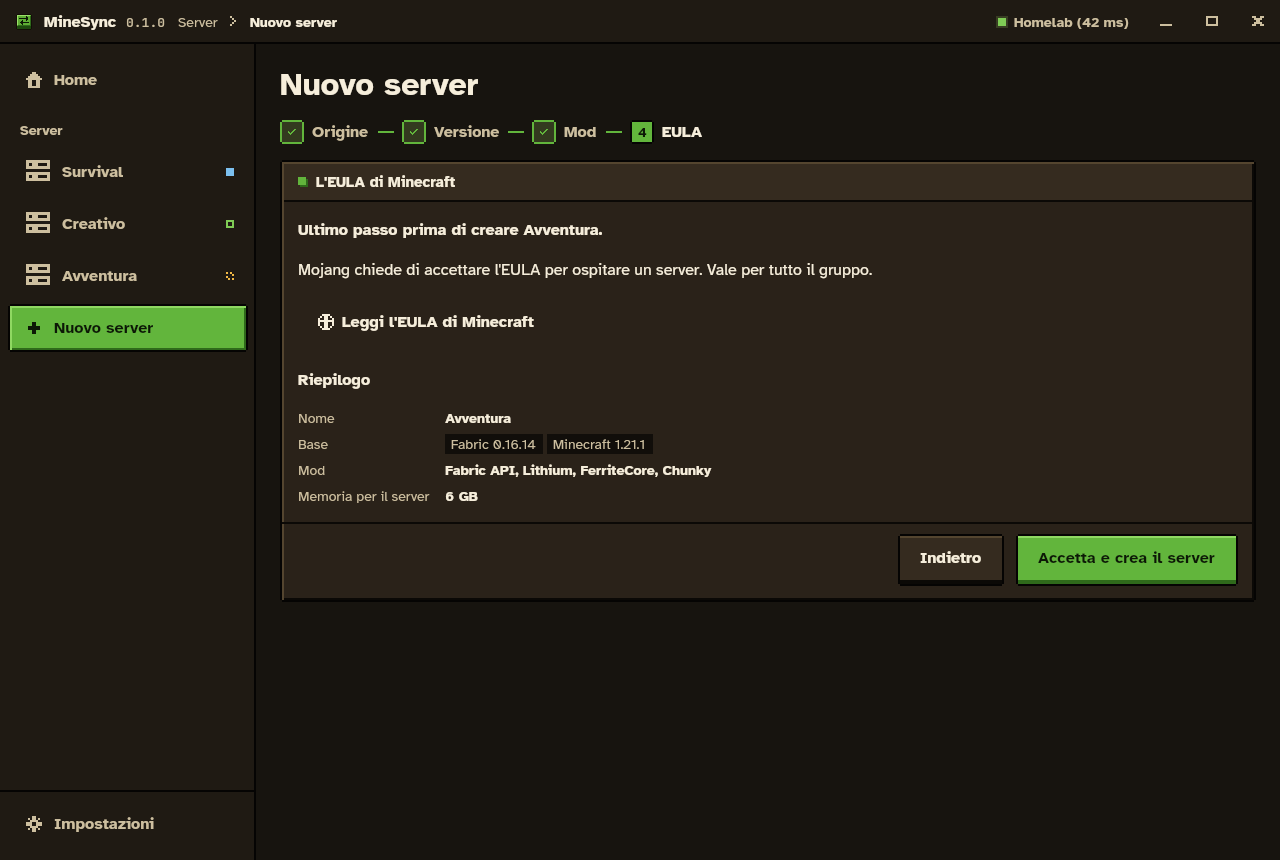 MineSync 0.1.0 Server Nuovo server
Homelab (42 ms)
Home
Server
Survival
Creativo
Avventura
Nuovo server
Impostazioni
Nuovo server
Origine Versione Mod 4 EULA
L'EULA di Minecraft
Ultimo passo prima di creare Avventura.
Mojang chiede di accettare l'EULA per ospitare un server. Vale per tutto il gruppo.
Leggi l'EULA di Minecraft
Riepilogo
Nome Avventura
Base Fabric 0.16.14 Minecraft 1.21.1
Mod Fabric API, Lithium, FerriteCore, Chunky
Memoria per il server 6 GB
Indietro Accetta e crea il server